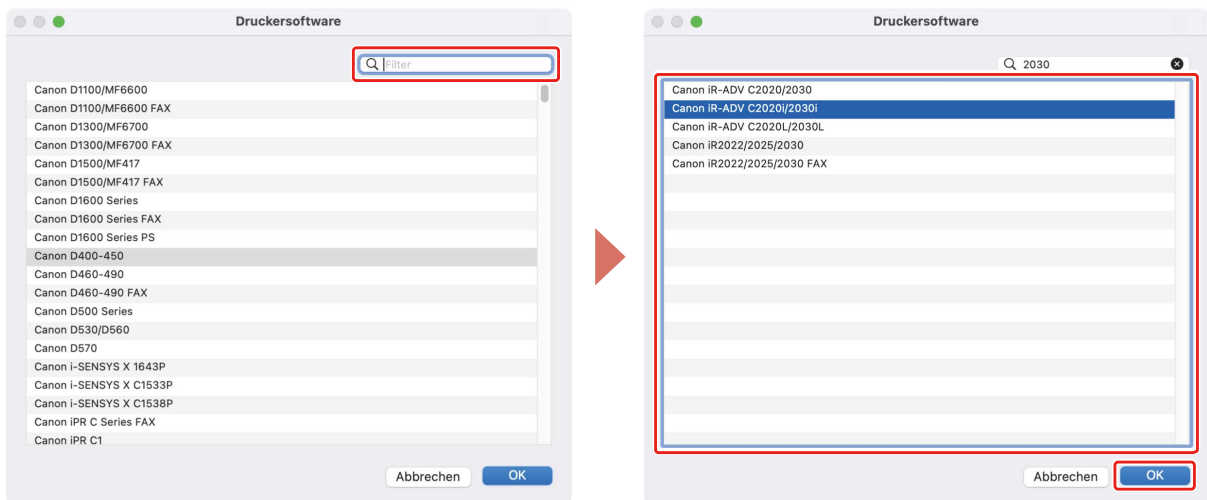 Druckersoftware
Filter
Canon D1100/MF6600
Canon D1100/MF6600 FAX
Canon D1300/MF6700
Canon D1300/MF6700 FAX
Canon D1500/MF417
Canon D1500/MF417 FAX
Canon D1600 Series
Canon D1600 Series FAX
Canon D1600 Series PS
Canon D400-450
Canon D460-490
Canon D460-490 FAX
Canon D500 Series
Canon D530/D560
Canon D570
Canon i-SENSYS X 1643P
Canon i-SENSYS X C1533P
Canon i-SENSYS X C1538P
Canon iPR C Series FAX
Canon iPR C1
Abbrechen
OK
Druckersoftware
2030
Canon iR-ADV C2020/2030
Canon iR-ADV C2020i/2030i
Canon iR-ADV C2020L/2030L
Canon iR2022/2025/2030
Canon iR2022/2025/2030 FAX
Abbrechen
OK